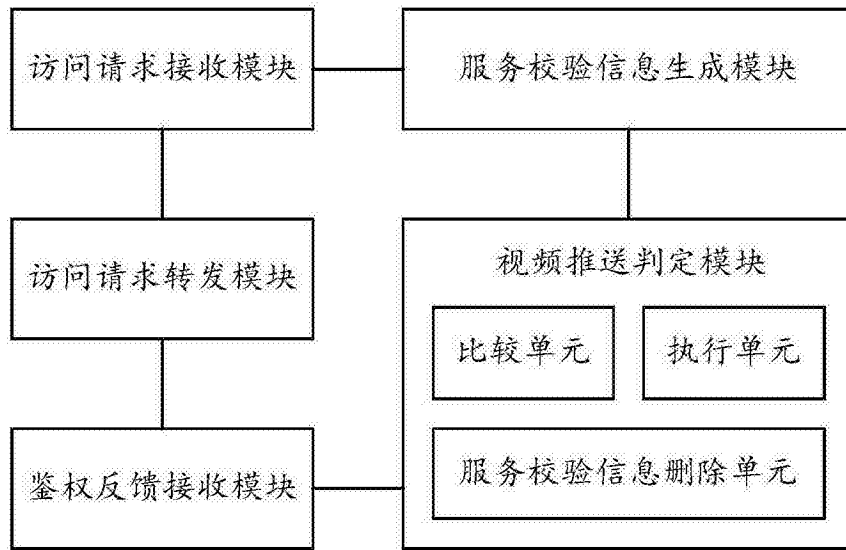 访问请求接收模块
服务校验信息生成模块
访问请求转发模块
视频推送判定模块
比较单元
执行单元
鉴权反馈接收模块
服务校验信息删除单元